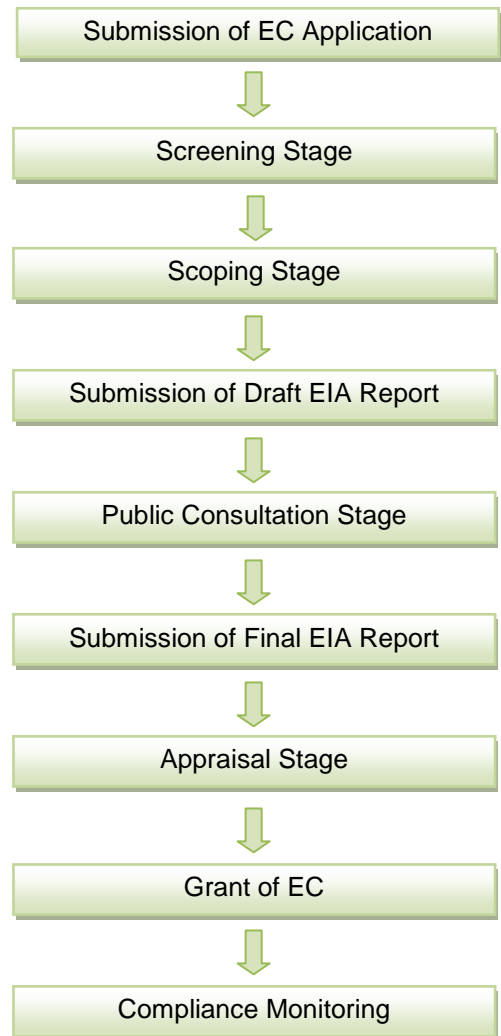 Submission of EC Application
Screening Stage
Scoping Stage
Submission of Draft EIA Report
Public Consultation Stage
Submission of Final EIA Report
Appraisal Stage
Grant of EC
Compliance Monitoring